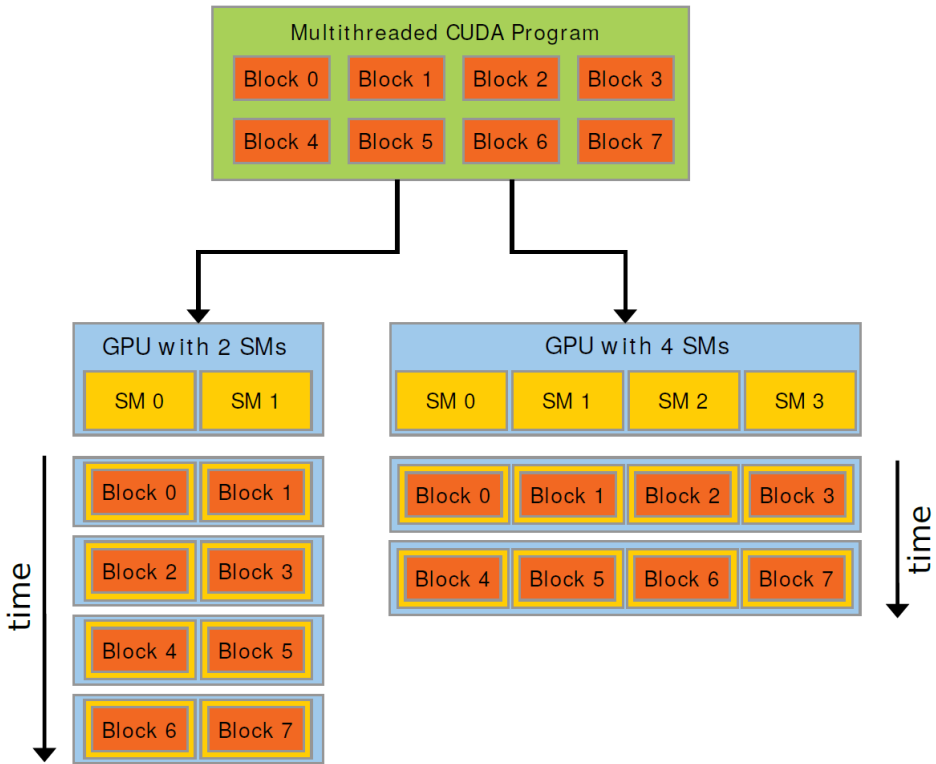 Multithreaded CUDA Program
Block 0 Block 1 Block 2 Block 3
Block 4 Block 5 Block 6 Block 7
GPU with 2 SMs
SM 0 SM 1
time
Block 0 Block 1
Block 2 Block 3
Block 4 Block 5
Block 6 Block 7
GPU with 4 SMs
SM 0 SM 1 SM 2 SM 3
Block 0 Block 1 Block 2 Block 3
Block 4 Block 5 Block 6 Block 7
time